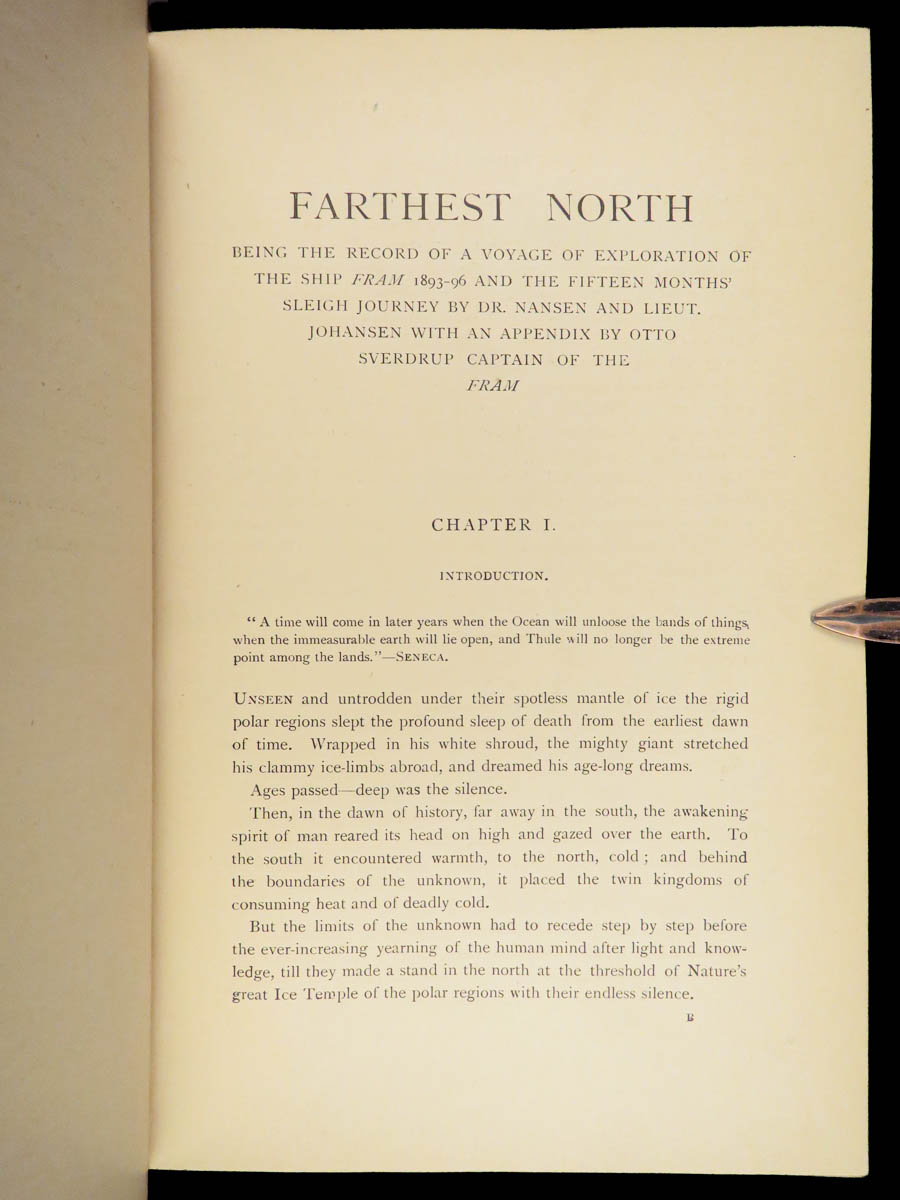 FARTHEST NORTH
BEING THE RECORD OF A VOYAGE OF EXPLORATION OF
THE SHIP FRAM 1893-96 AND THE FIFTEEN MONTHS'
SLEIGH JOURNEY BY DR. NANSEN AND LIEUT.
JOHANSEN WITH AN APPENDIX BY OTTO
SVERDRUP CAPTAIN OF THE
FRAM
CHAPTER I.
INTRODUCTION.
"A time will come in later years when the Ocean will unloose the bands of things,
when the immeasurable earth will lie open, and Thule will no longer be the extreme
point among the lands."—SENECA.
UNSEEN and untrodden under their spotless mantle of ice the rigid
polar regions slept the profound sleep of death from the earliest dawn
of time. Wrapped in his white shroud, the mighty giant stretched
his clammy ice-limbs abroad, and dreamed his age-long dreams.
Ages passed—deep was the silence.
Then, in the dawn of history, far away in the south, the awakening
spirit of man reared its head on high and gazed over the earth. To
the south it encountered warmth, to the north, cold; and behind
the boundaries of the unknown, it placed the twin kingdoms of
consuming heat and of deadly cold.
But the limits of the unknown had to recede step by step before
the ever-increasing yearning of the human mind after light and know-
ledge, till they made a stand in the north at the threshold of Nature's
great Ice Temple of the polar regions with their endless silence.
B